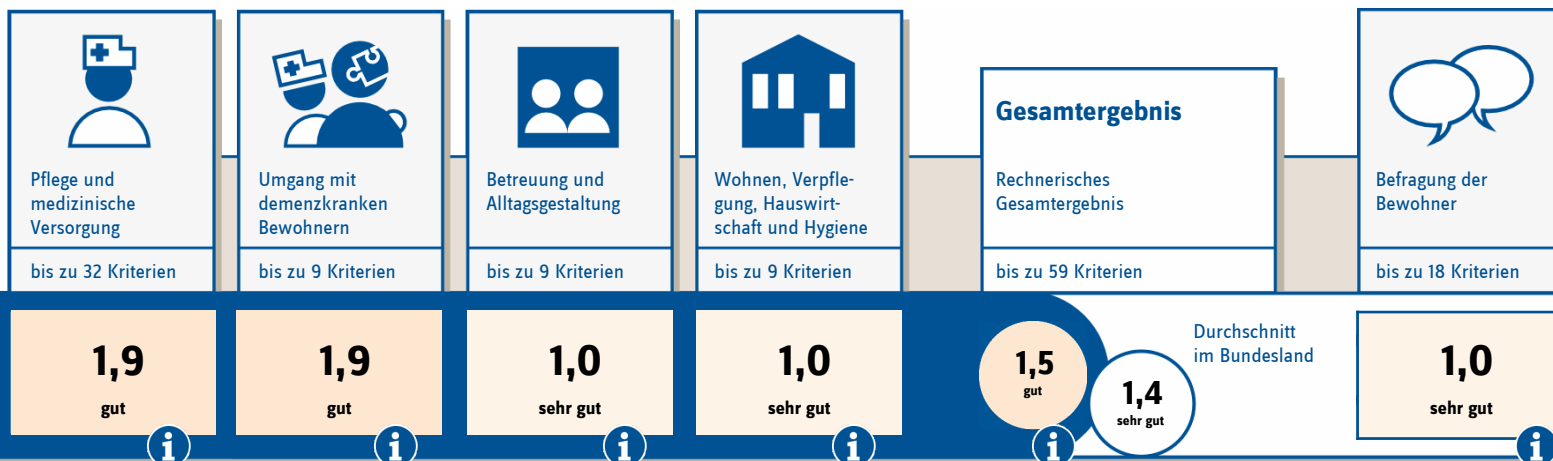 Pflege und
medizinische
Versorgung
bis zu 32 Kriterien
1,9
gut
Umgang mit
demenzkranken
Bewohnern
bis zu 9 Kriterien
1,9
gut
Betreuung und
Alltagsgestaltung
bis zu 9 Kriterien
1,0
sehr gut
Wohnen, Verpfle-
gung, Hauswirt-
schaft und Hygiene
bis zu 9 Kriterien
1,0
sehr gut
Gesamtergebnis
Rechnerisches
Gesamtergebnis
bis zu 59 Kriterien
1,5
gut
1,4
sehr gut
Durchschnitt
im Bundesland
Befragung der
Bewohner
bis zu 18 Kriterien
1,0
sehr gut